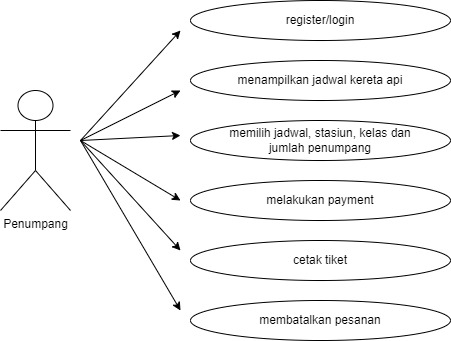 register/login
menampilkan jadwal kereta api
memilih jadwal, stasiun, kelas dan
jumlah penumpang
Penumpang
melakukan payment
cetak tiket
membatalkan pesanan